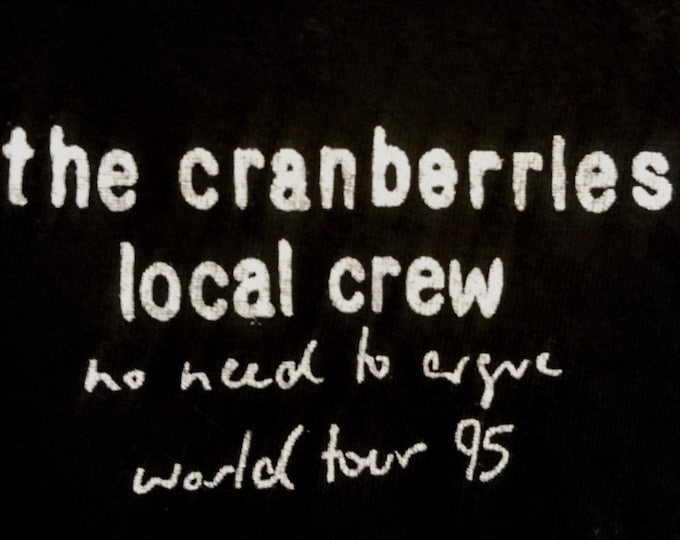 the cranberries
local crew
no need to argue
world tour 95